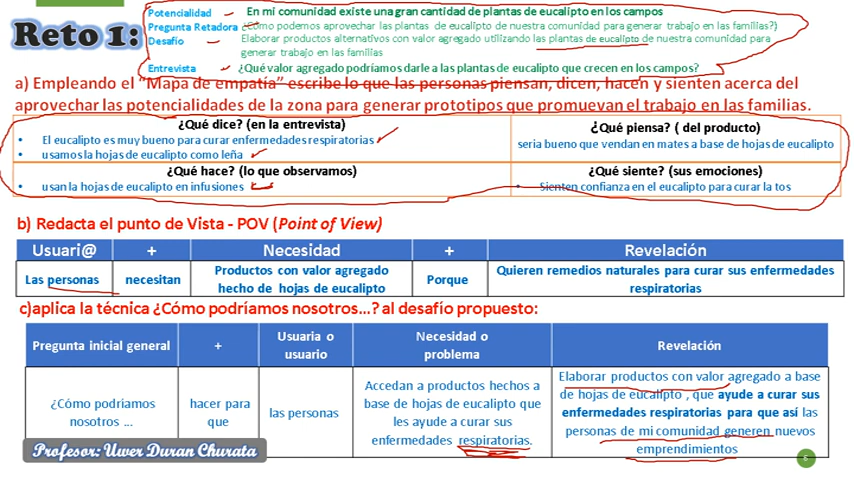 Reto 1:
Potencialidad
En mi comunidad existe una gran cantidad de plantas de eucalipto en los campos
Pregunta Retadora (¿Cómo podemos aprovechar las plantas de eucalipto de nuestra comunidad para generar trabajo en las familias?)
Desafío
Elaborar productos alternativos con valor agregado utilizando las plantas de eucalipto de nuestra comunidad para
generar trabajo en las familias
Entrevista
¿Qué valor agregado podríamos darle a las plantas de eucalipto que crecen en los campos?
a) Empleando el "Mapa de empatía" escribe lo que las personas piensan, dicen, hacen y sienten acerca del
aprovechar las potencialidades de la zona para generar prototipos que promuevan el trabajo en las familias.
¿Qué dice? (en la entrevista)
• El eucalipto es muy bueno para curar enfermedades respiratorias
• usamos la hojas de eucalipto como leña
¿Qué piensa? ( del producto)
seria bueno que vendan en mates a base de hojas de eucalipto
¿Qué hace? (lo que observamos)
• usan la hojas de eucalipto en infusiones
¿Qué siente? (sus emociones)
• Sienten confianza en el eucalipto para curar la tos
b) Redacta el punto de Vista - POV (Point of View)
Usuari@ + Necesidad + Revelación
Las personas
necesitan
Productos con valor agregado
hecho de hojas de eucalipto
Porque
Quieren remedios naturales para curar sus enfermedades
respiratorias
c)aplica la técnica ¿Cómo podríamos nosotros...? al desafío propuesto:
Pregunta inicial general
+
Usuaria o
usuario
Necesidad o
problema
Revelación
¿Cómo podríamos
nosotros ...
hacer para
que
las personas
Accedan a productos hechos a
base de hojas de eucalipto que
les ayude a curar sus
enfermedades respiratorias.
Elaborar productos con valor agregado a base
de hojas de eucalipto , que ayude a curar sus
enfermedades respiratorias para que así las
personas de mi comunidad generen nuevos
emprendimientos
Profesor: Uwer Duran Churata